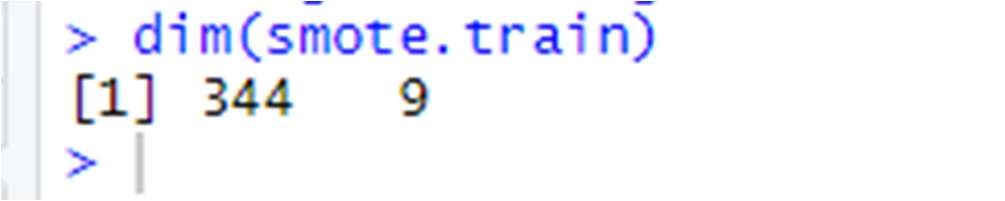 > dim(smote.train)
[1] 344   9
>